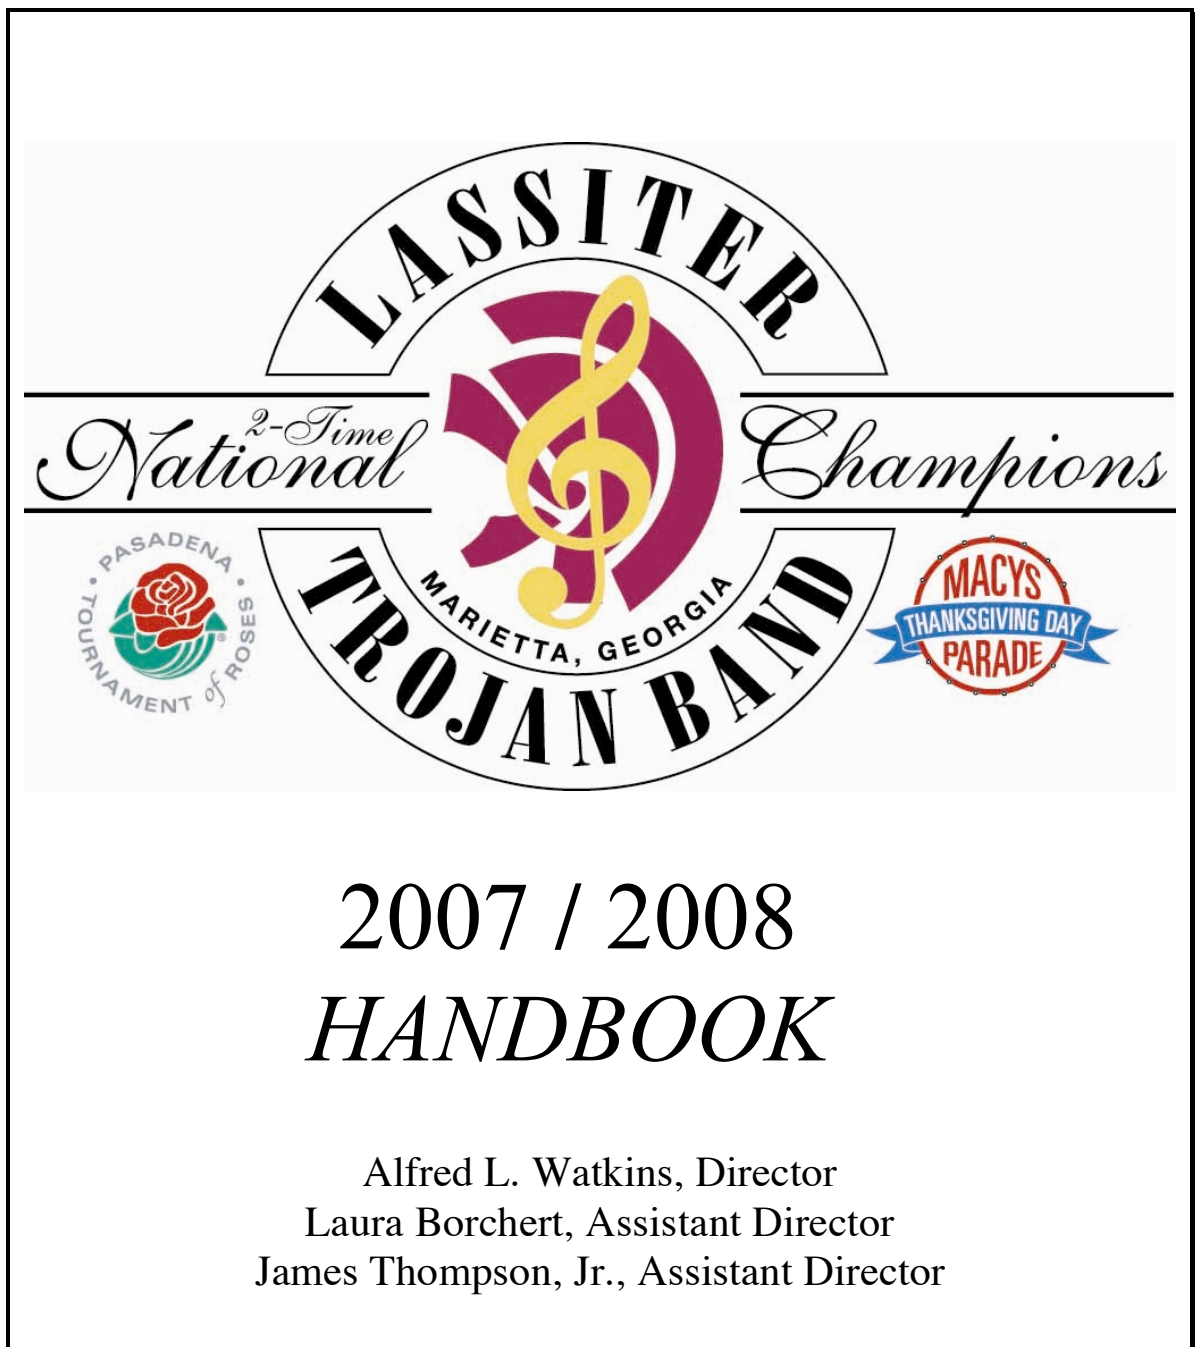 LASSITER
2-Time
National Champions
MARIETTA, GEORGIA
TROJAN BAND
PASADENA
• TOURNAMENT of ROSES •
®
MACYS
THANKSGIVING DAY
PARADE
2007 / 2008
HANDBOOK
Alfred L. Watkins, Director
Laura Borchert, Assistant Director
James Thompson, Jr., Assistant Director